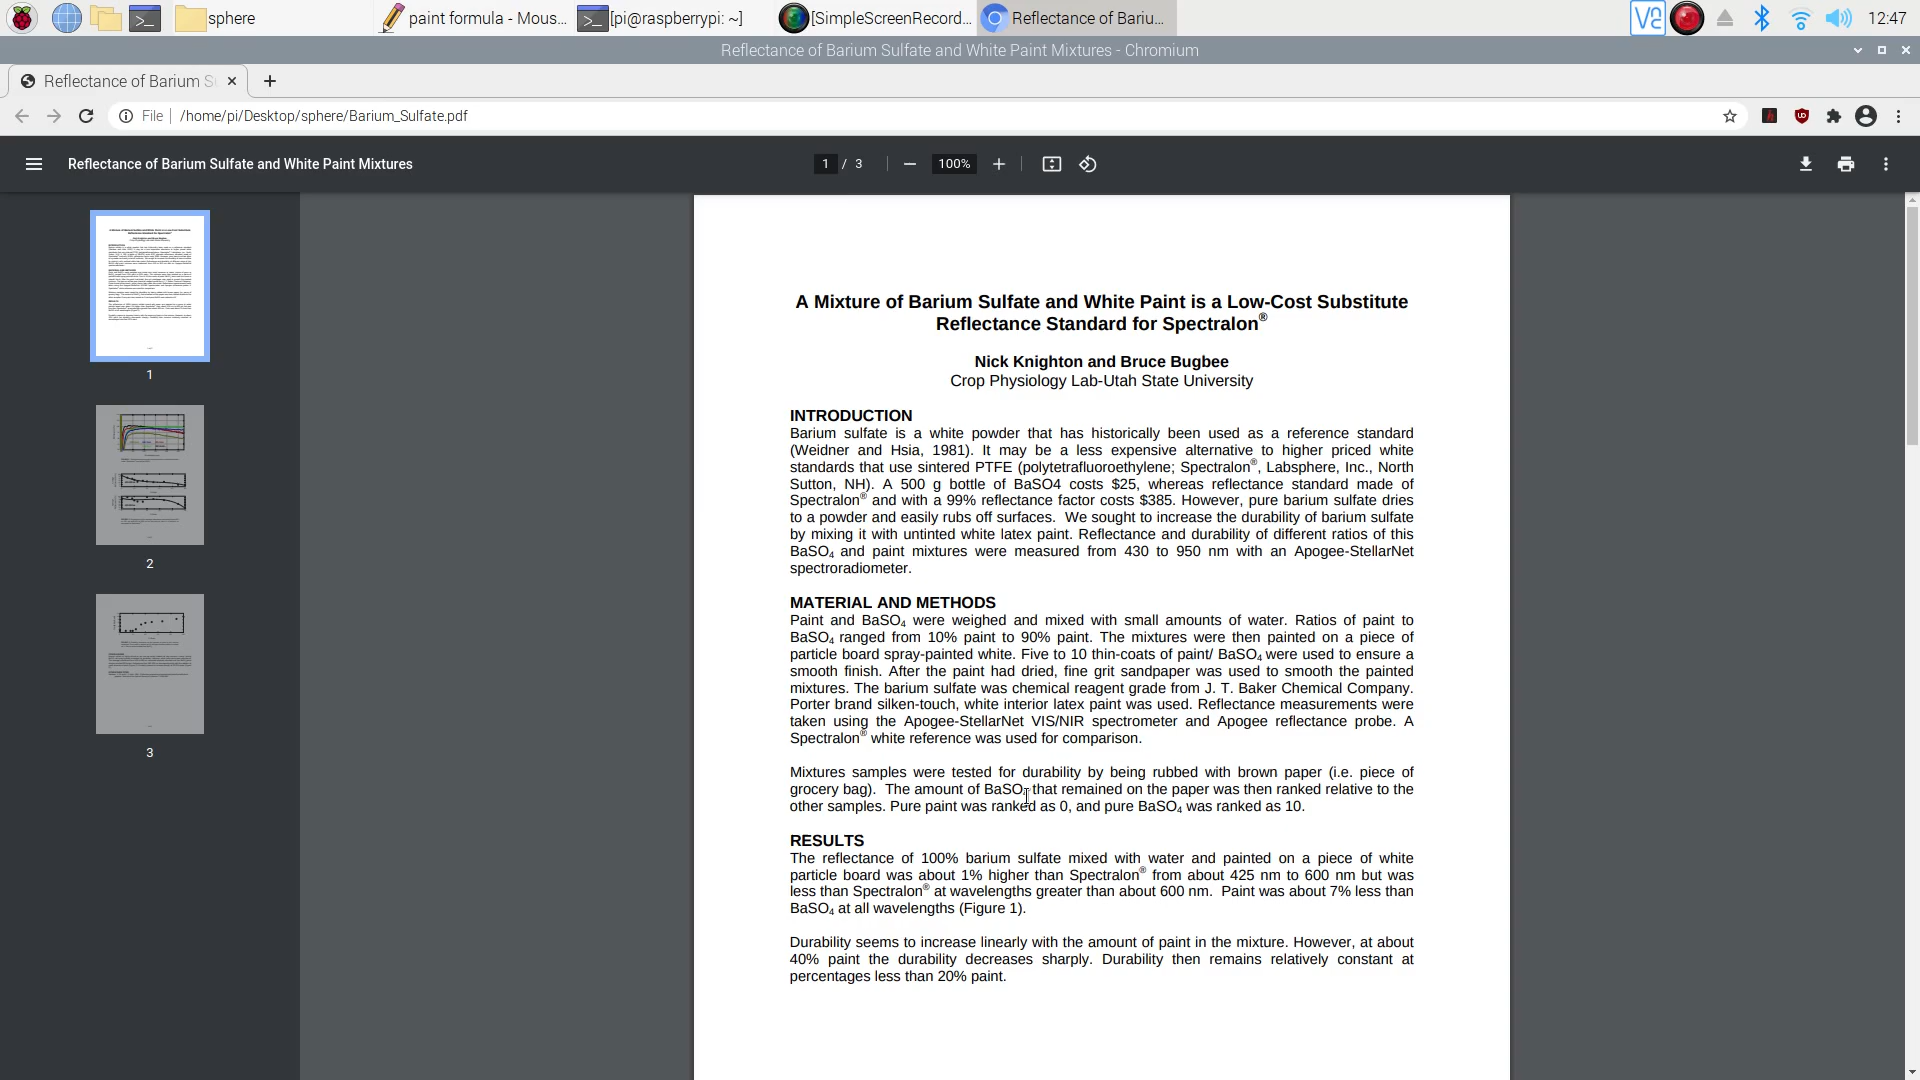 sphere
paint formula - Mous...
[pi@raspberrypi: ~]
[SimpleScreenRecord...
Reflectance of Bariu...
12:47
Reflectance of Barium Sulfate and White Paint Mixtures - Chromium
Reflectance of Barium S
File
/home/pi/Desktop/sphere/Barium_Sulfate.pdf
Reflectance of Barium Sulfate and White Paint Mixtures
1 / 3
100%
1
2
3
A Mixture of Barium Sulfate and White Paint is a Low-Cost Substitute
Reflectance Standard for Spectralon®
Nick Knighton and Bruce Bugbee
Crop Physiology Lab-Utah State University
INTRODUCTION
Barium sulfate is a white powder that has historically been used as a reference standard
(Weidner and Hsia, 1981). It may be a less expensive alternative to higher priced white
standards that use sintered PTFE (polytetrafluoroethylene; Spectralon®, Labsphere, Inc., North
Sutton, NH). A 500 g bottle of BaSO4 costs $25, whereas reflectance standard made of
Spectralon® and with a 99% reflectance factor costs $385. However, pure barium sulfate dries
to a powder and easily rubs off surfaces. We sought to increase the durability of barium sulfate
by mixing it with untinted white latex paint. Reflectance and durability of different ratios of this
BaSO₄ and paint mixtures were measured from 430 to 950 nm with an Apogee-StellarNet
spectroradiometer.
MATERIAL AND METHODS
Paint and BaSO₄ were weighed and mixed with small amounts of water. Ratios of paint to
BaSO₄ ranged from 10% paint to 90% paint. The mixtures were then painted on a piece of
particle board spray-painted white. Five to 10 thin-coats of paint/ BaSO₄ were used to ensure a
smooth finish. After the paint had dried, fine grit sandpaper was used to smooth the painted
mixtures. The barium sulfate was chemical reagent grade from J. T. Baker Chemical Company.
Porter brand silken-touch, white interior latex paint was used. Reflectance measurements were
taken using the Apogee-StellarNet VIS/NIR spectrometer and Apogee reflectance probe. A
Spectralon® white reference was used for comparison.
Mixtures samples were tested for durability by being rubbed with brown paper (i.e. piece of
grocery bag). The amount of BaSO₄ that remained on the paper was then ranked relative to the
other samples. Pure paint was ranked as 0, and pure BaSO₄ was ranked as 10.
RESULTS
The reflectance of 100% barium sulfate mixed with water and painted on a piece of white
particle board was about 1% higher than Spectralon® from about 425 nm to 600 nm but was
less than Spectralon® at wavelengths greater than about 600 nm. Paint was about 7% less than
BaSO₄ at all wavelengths (Figure 1).
Durability seems to increase linearly with the amount of paint in the mixture. However, at about
40% paint the durability decreases sharply. Durability then remains relatively constant at
percentages less than 20% paint.